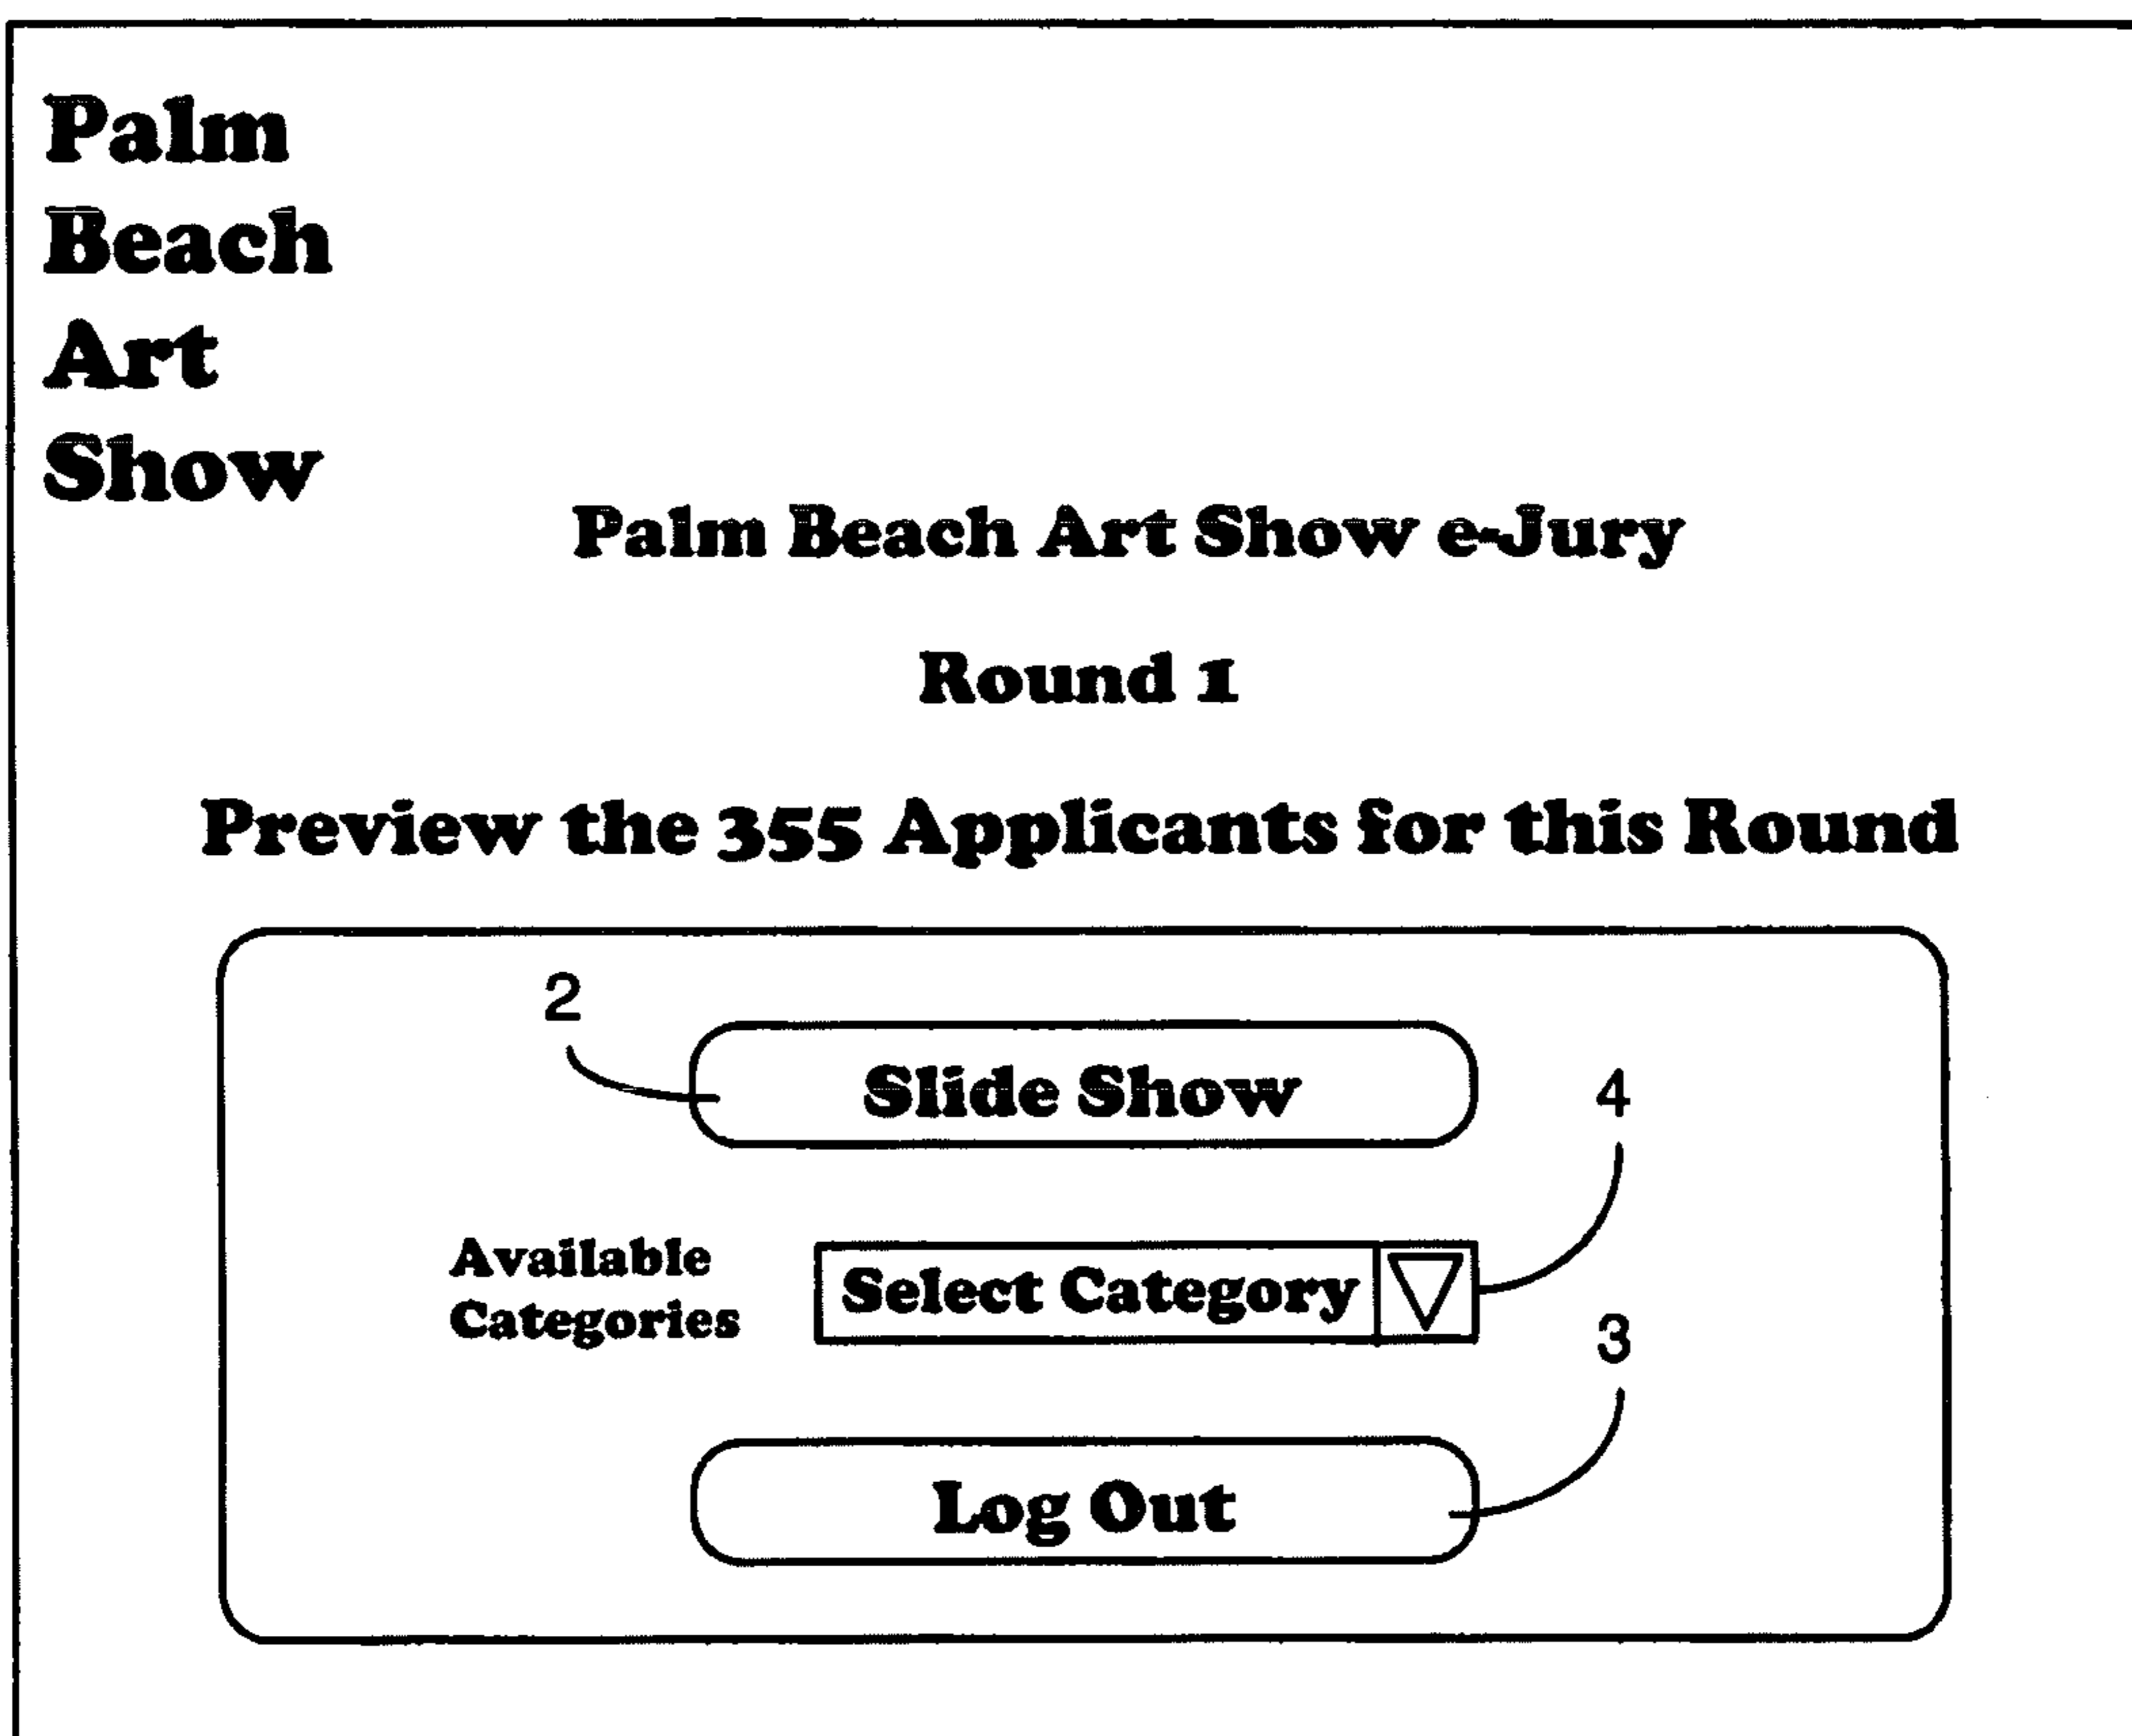 Palm
Beach
Art
Show
Palm Beach Art Show e-Jury
Round 1
Preview the 355 Applicants for this Round
2
Slide Show
4
Available
Categories
Select Category
3
Log Out